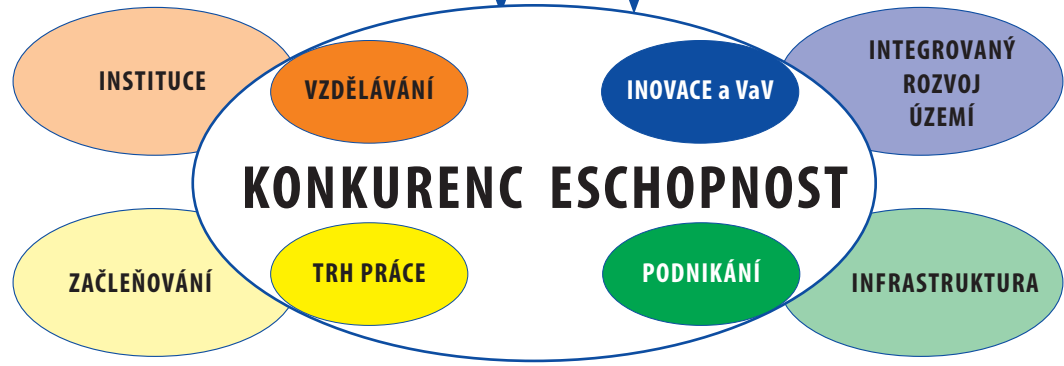 INSTITUCE
VZDĚLÁVÁNÍ
INOVACE a VaV
INTEGROVANÝ
ROZVOJ
ÚZEMÍ
KONKURENC ESCHOPNOST
ZAČLEŇOVÁNÍ
TRH PRÁCE
PODNIKÁNÍ
INFRASTRUKTURA